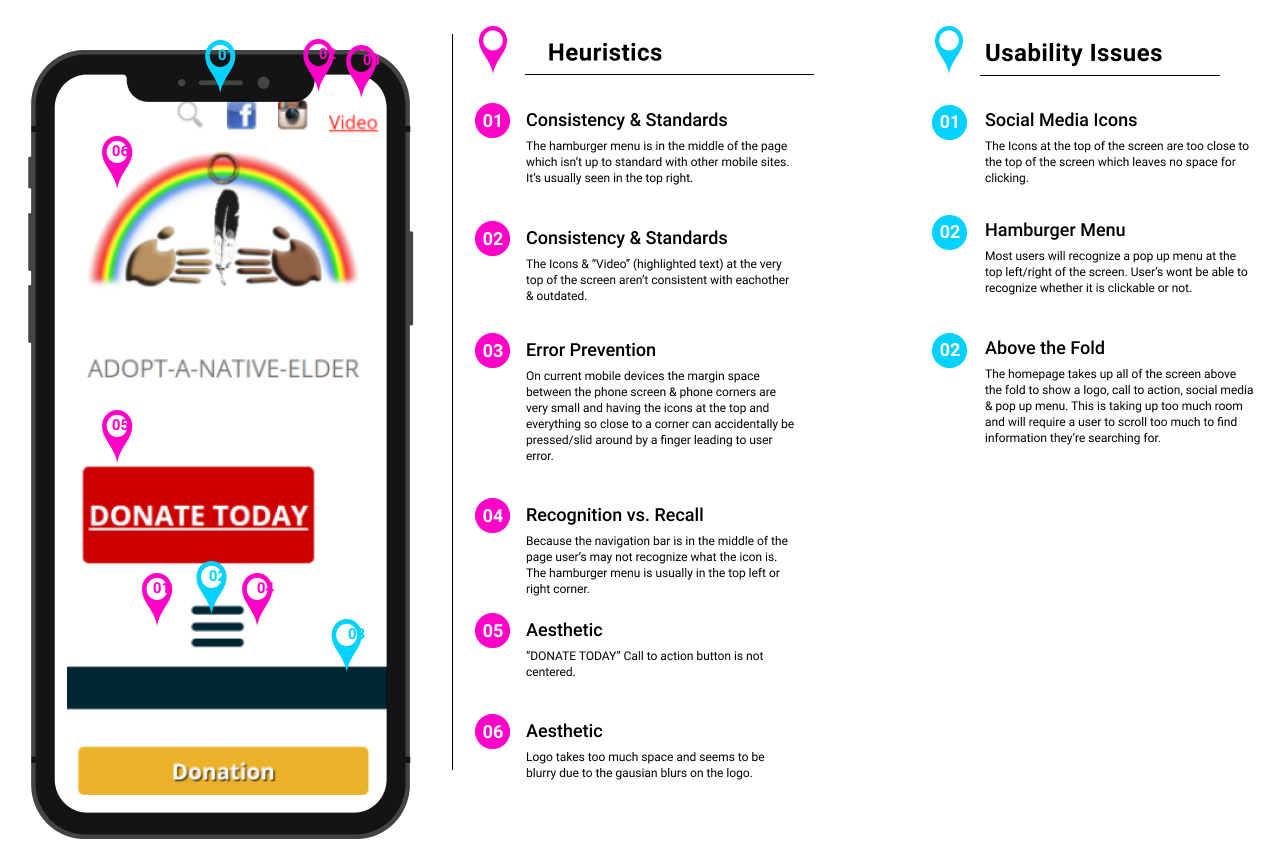 01
02
03
Video
06
ADOPT-A-NATIVE-ELDER
05
DONATE TODAY
01
02
04
03
Donation
Heuristics
01
Consistency & Standards
The hamburger menu is in the middle of the page
which isn’t up to standard with other mobile sites.
It’s usually seen in the top right.
02
Consistency & Standards
The Icons & “Video” (highlighted text) at the very
top of the screen aren’t consistent with eachother
& outdated.
03
Error Prevention
On current mobile devices the margin space
between the phone screen & phone corners are
very small and having the icons at the top and
everything so close to a corner can accidentally be
pressed/slid around by a finger leading to user
error.
04
Recognition vs. Recall
Because the navigation bar is in the middle of the
page user’s may not recognize what the icon is.
The hamburger menu is usually in the top left or
right corner.
05
Aesthetic
“DONATE TODAY” Call to action button is not
centered.
06
Aesthetic
Logo takes too much space and seems to be
blurry due to the gausian blurs on the logo.
Usability Issues
01
Social Media Icons
The Icons at the top of the screen are too close to
the top of the screen which leaves no space for
clicking.
02
Hamburger Menu
Most users will recognize a pop up menu at the
top left/right of the screen. User’s wont be able to
recognize whether it is clickable or not.
02
Above the Fold
The homepage takes up all of the screen above
the fold to show a logo, call to action, social media
& pop up menu. This is taking up too much room
and will require a user to scroll too much to find
information they’re searching for.